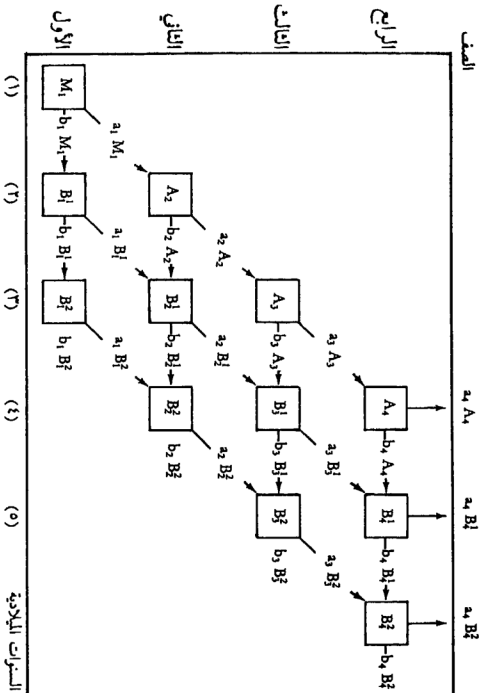 الصف a₄ A₄ a₄ B₄¹ a₄ B₄²
الرابع A₄ b₄ A₄ B₄¹ b₄ B₄¹ B₄² b₄ B₄²
a₃ A₃ a₃ B₃¹ a₃ B₃²
الثالث A₃ b₃ A₃ B₃¹ b₃ B₃¹ B₃² b₃ B₃²
a₂ A₂ a₂ B₂¹ a₂ B₂²
الثاني A₂ b₂ A₂ B₂¹ b₂ B₂¹ B₂² b₂ B₂²
a₁ M₁ a₁ B₁¹ a₁ B₁²
الأول M₁ b₁ M₁ B₁¹ b₁ B₁¹ B₁² b₁ B₁²
(١) (٢) (٣) (٤) (٥) السنوات الميلادية